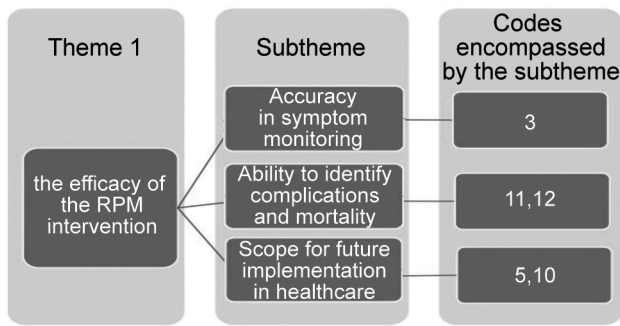 Theme 1
Subtheme
Codes
encompassed
by the subtheme
the efficacy of
the RPM
intervention
Accuracy
in symptom
monitoring
3
Ability to identify
complications
and mortality
11,12
Scope for future
implementation
in healthcare
5,10